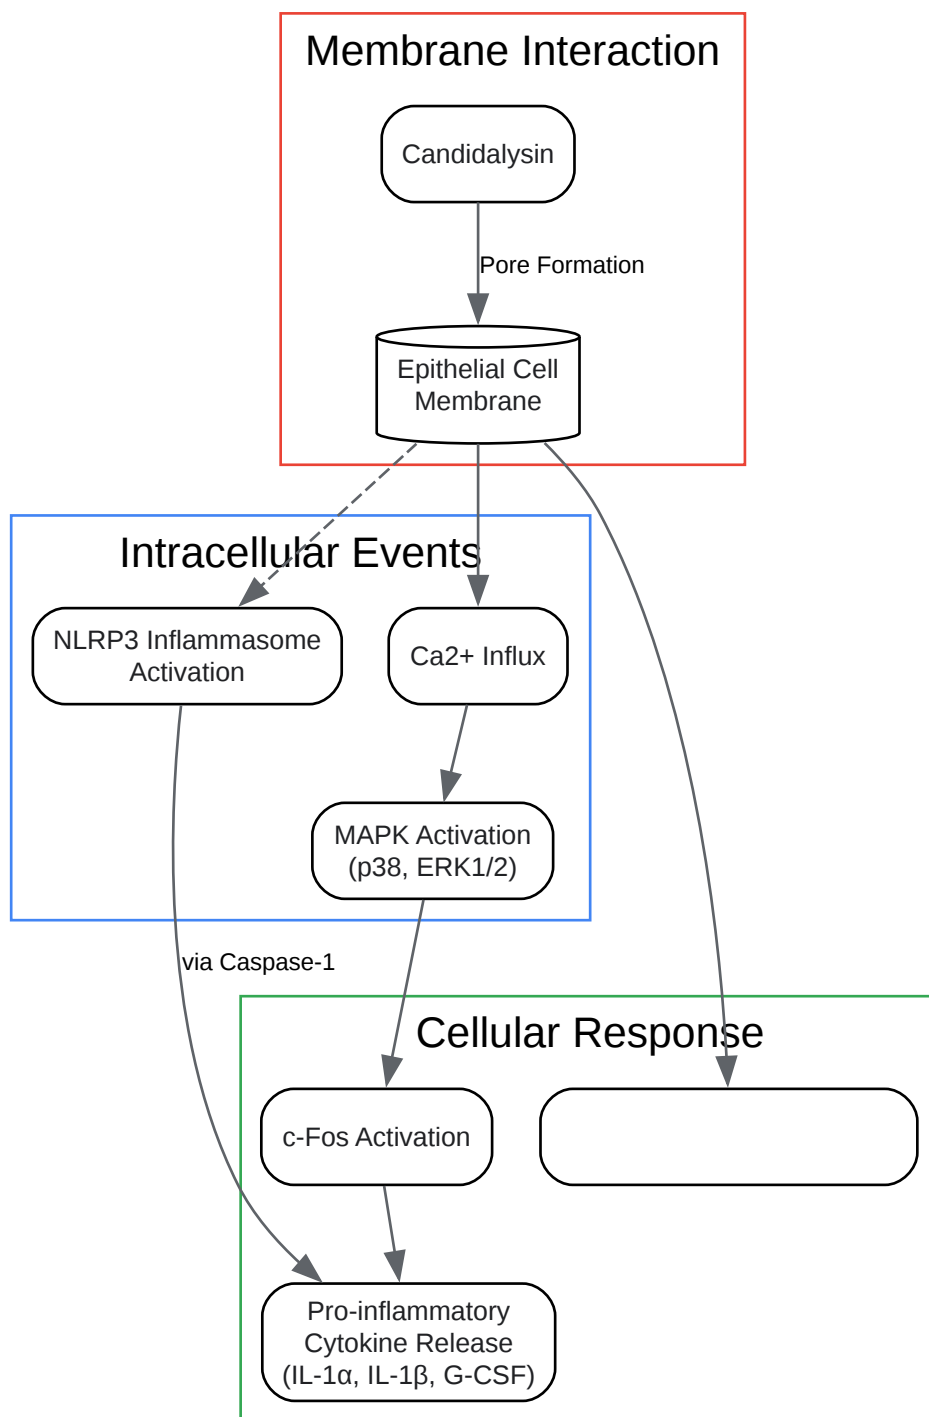 Membrane Interaction
Candidalysin
Pore Formation
Epithelial Cell
Membrane
Intracellular Events
NLRP3 Inflammasome
Activation
Ca2+ Influx
MAPK Activation
(p38, ERK1/2)
via Caspase-1
Cellular Response
c-Fos Activation
Pro-inflammatory
Cytokine Release
(IL-1α, IL-1β, G-CSF)